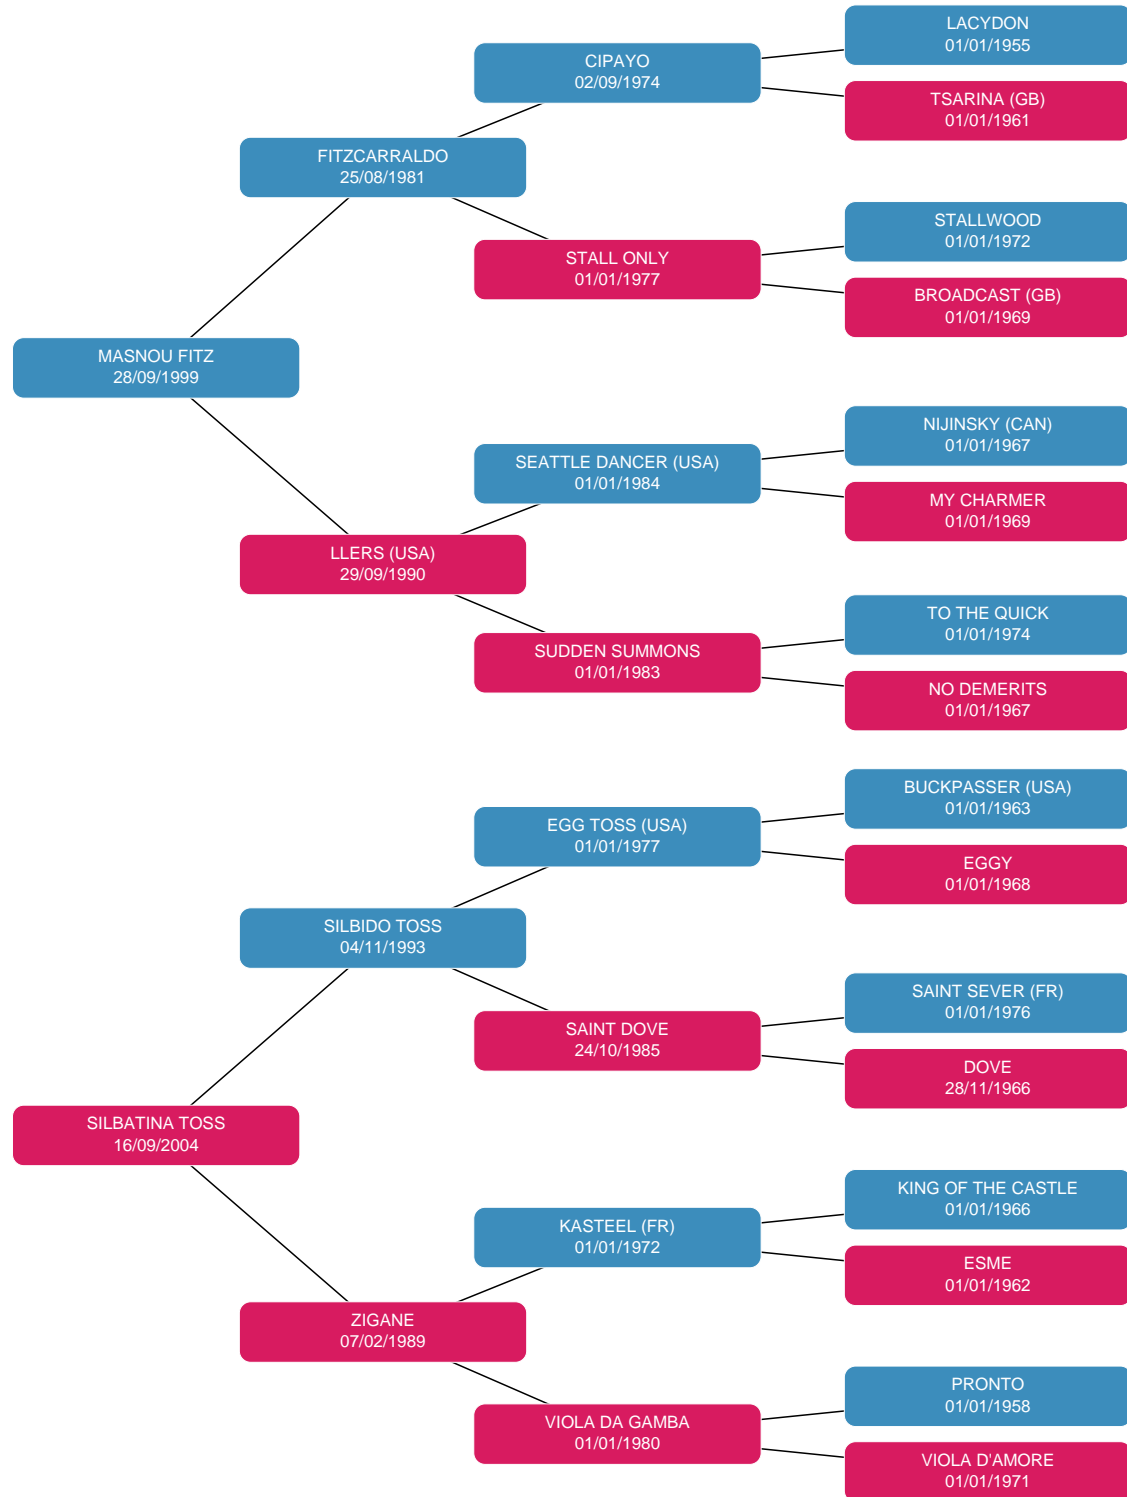 LACYDON
01/01/1955
CIPAYO
02/09/1974
TSARINA (GB)
01/01/1961
FITZCARRALDO
25/08/1981
STALLWOOD
01/01/1972
STALL ONLY
01/01/1977
BROADCAST (GB)
01/01/1969
MASNOU FITZ
28/09/1999
NIJINSKY (CAN)
01/01/1967
SEATTLE DANCER (USA)
01/01/1984
MY CHARMER
01/01/1969
LLERS (USA)
29/09/1990
TO THE QUICK
01/01/1974
SUDDEN SUMMONS
01/01/1983
NO DEMERITS
01/01/1967
BUCKPASSER (USA)
01/01/1963
EGG TOSS (USA)
01/01/1977
EGGY
01/01/1968
SILBIDO TOSS
04/11/1993
SAINT SEVER (FR)
01/01/1976
SAINT DOVE
24/10/1985
DOVE
28/11/1966
SILBATINA TOSS
16/09/2004
KING OF THE CASTLE
01/01/1966
KASTEEL (FR)
01/01/1972
ESME
01/01/1962
ZIGANE
07/02/1989
PRONTO
01/01/1958
VIOLA DA GAMBA
01/01/1980
VIOLA D'AMORE
01/01/1971